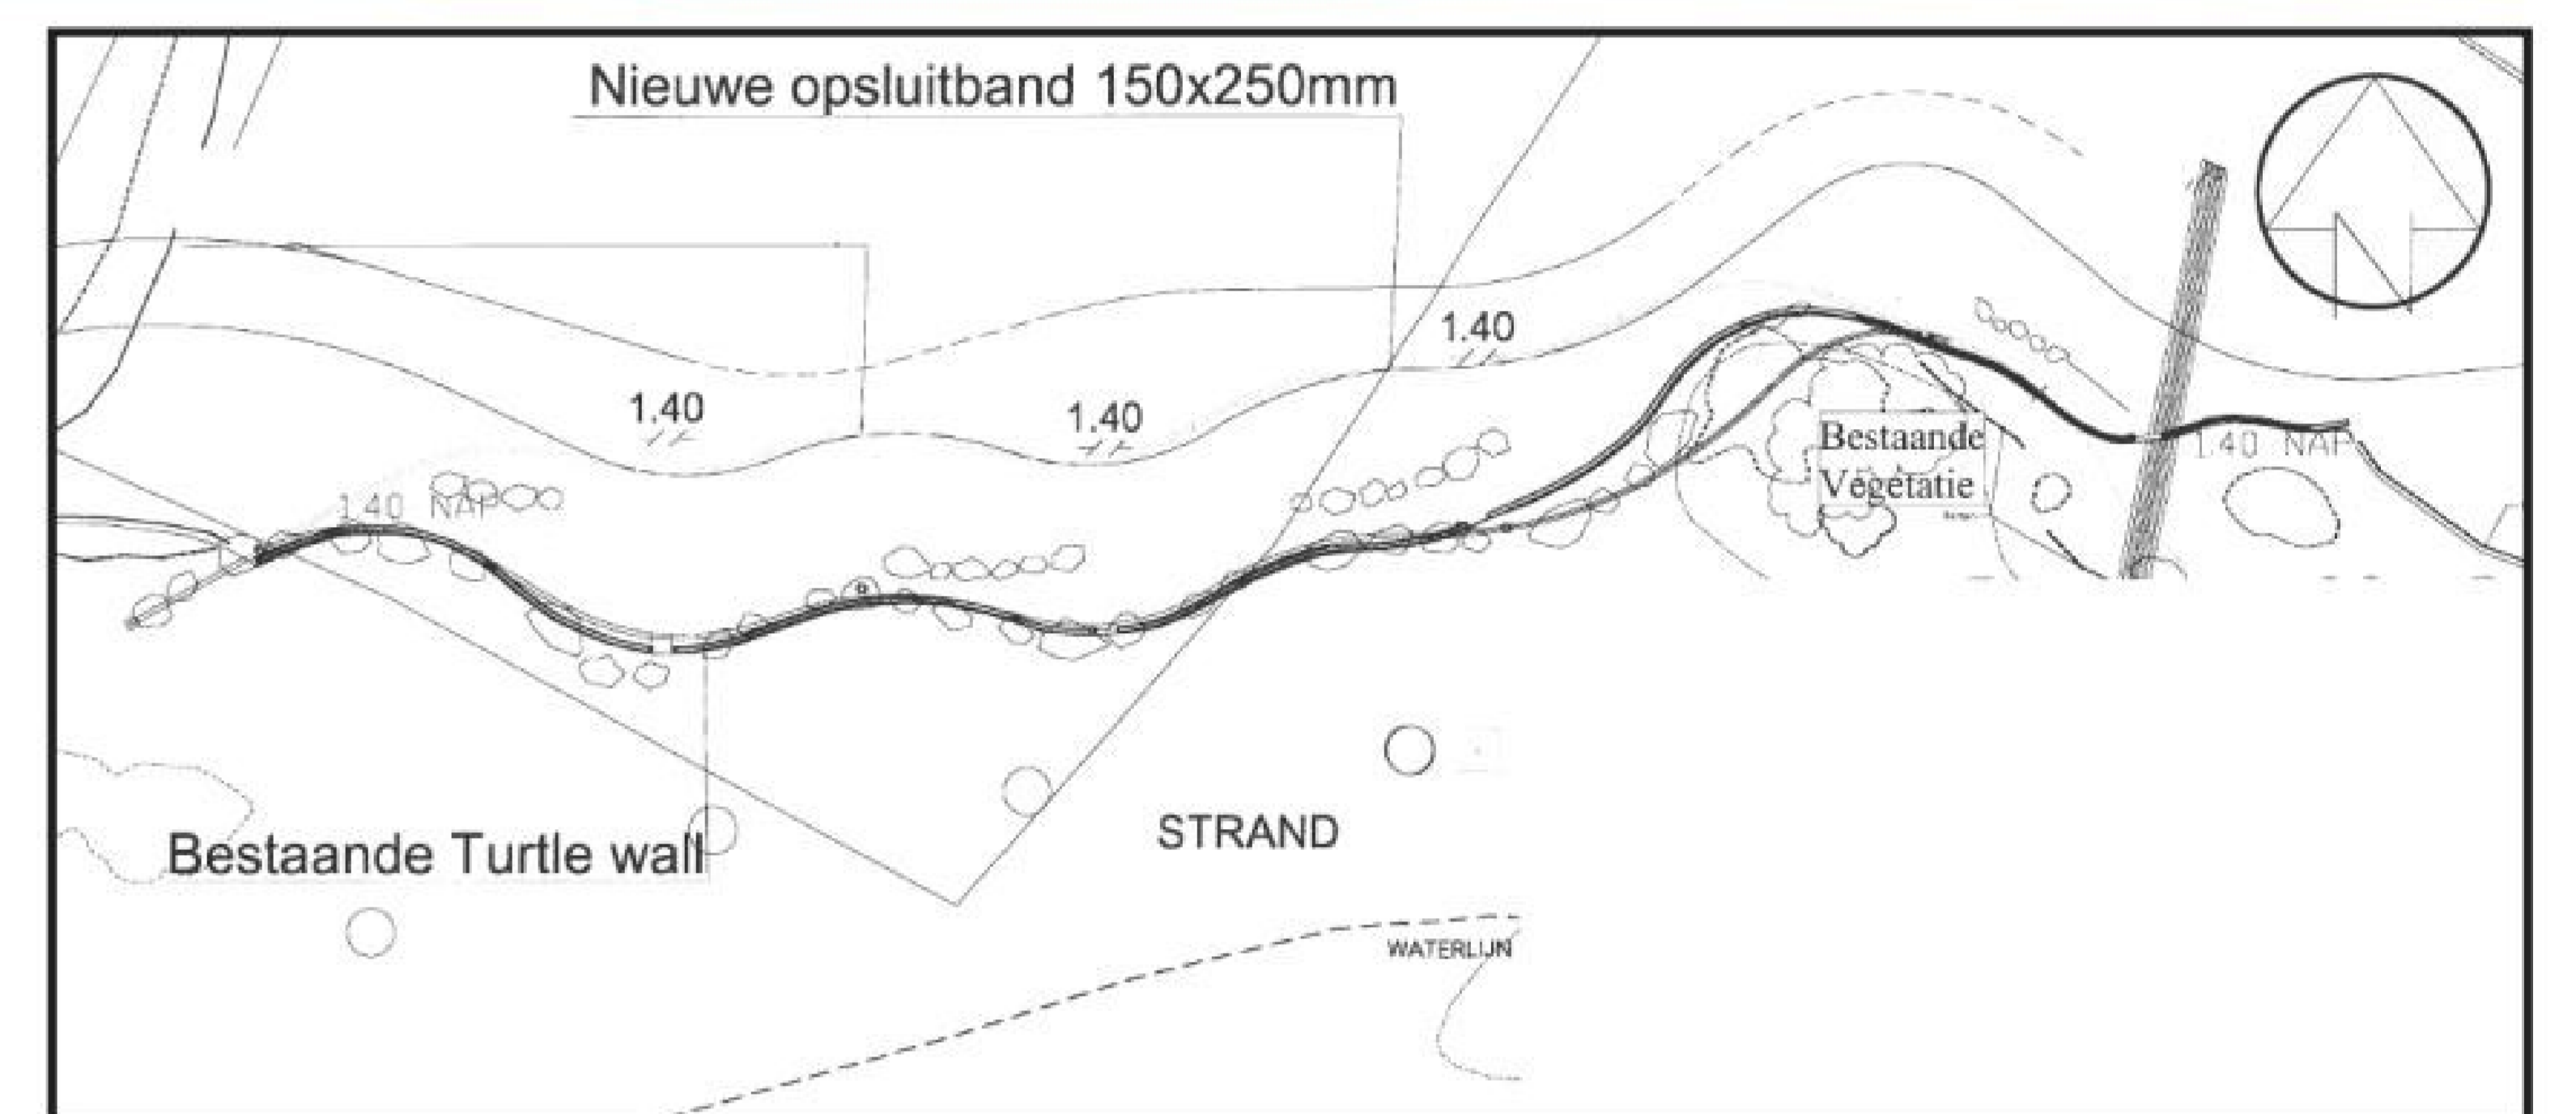 Nieuwe opsluitband 150x250mm
1.40
1.40
1.40
1.40 NAP
Bestaande
Vegetatie
1.40 NAP
Bestaande Turtle wall
STRAND
WATERLIJN
N